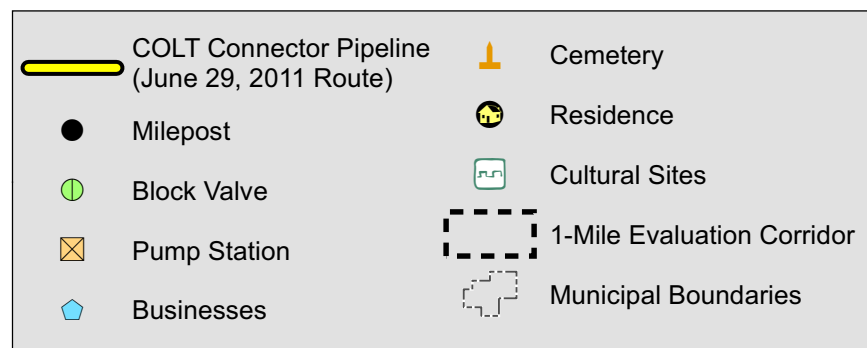 COLT Connector Pipeline
(June 29, 2011 Route)
Milepost
Block Valve
Pump Station
Businesses
Cemetery
Residence
Cultural Sites
1-Mile Evaluation Corridor
Municipal Boundaries